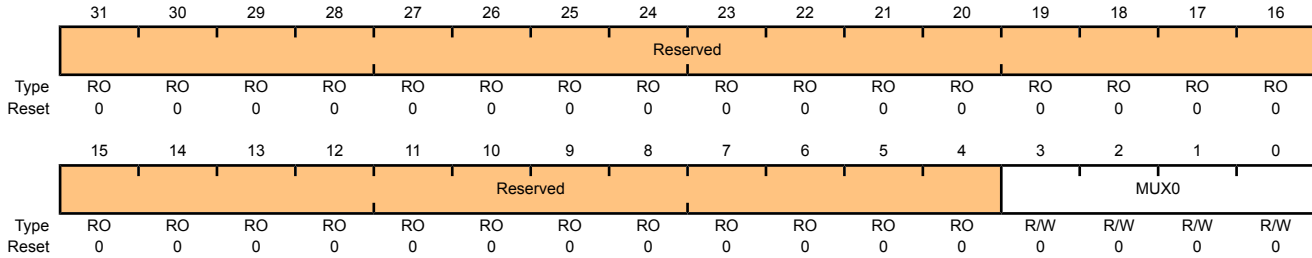 31 30 29 28 27 26 25 24 23 22 21 20 19 18 17 16
Reserved
Type RO RO RO RO RO RO RO RO RO RO RO RO RO RO RO RO
Reset 0 0 0 0 0 0 0 0 0 0 0 0 0 0 0 0
15 14 13 12 11 10 9 8 7 6 5 4 3 2 1 0
Reserved MUX0
Type RO RO RO RO RO RO RO RO RO RO RO RO R/W R/W R/W R/W
Reset 0 0 0 0 0 0 0 0 0 0 0 0 0 0 0 0